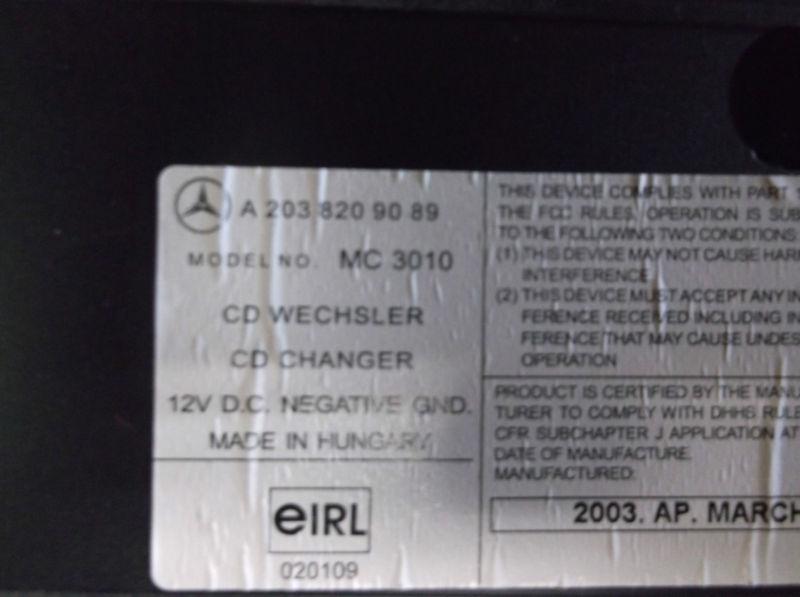 A 203 820 90 89
MODEL NO. MC 3010
CD WECHSLER
CD CHANGER
12V D.C. NEGATIVE GND.
MADE IN HUNGARY
eIRL
020109
THIS DEVICE COMPLIES WITH PART
THE FCC RULES. OPERATION IS SUB
TO THE FOLLOWING TWO CONDITIONS:
(1) THIS DEVICE MAY NOT CAUSE HARM
INTERFERENCE
(2) THIS DEVICE MUST ACCEPT ANY IN
FERENCE RECEIVED INCLUDING IN
FERENCE THAT MAY CAUSE UNDES
OPERATION
PRODUCT IS CERTIFIED BY THE MANU
TURER TO COMPLY WITH DHHS RULE
CFR SUBCHAPTER J APPLICATION AT
DATE OF MANUFACTURE.
MANUFACTURED:
2003. AP. MARCH